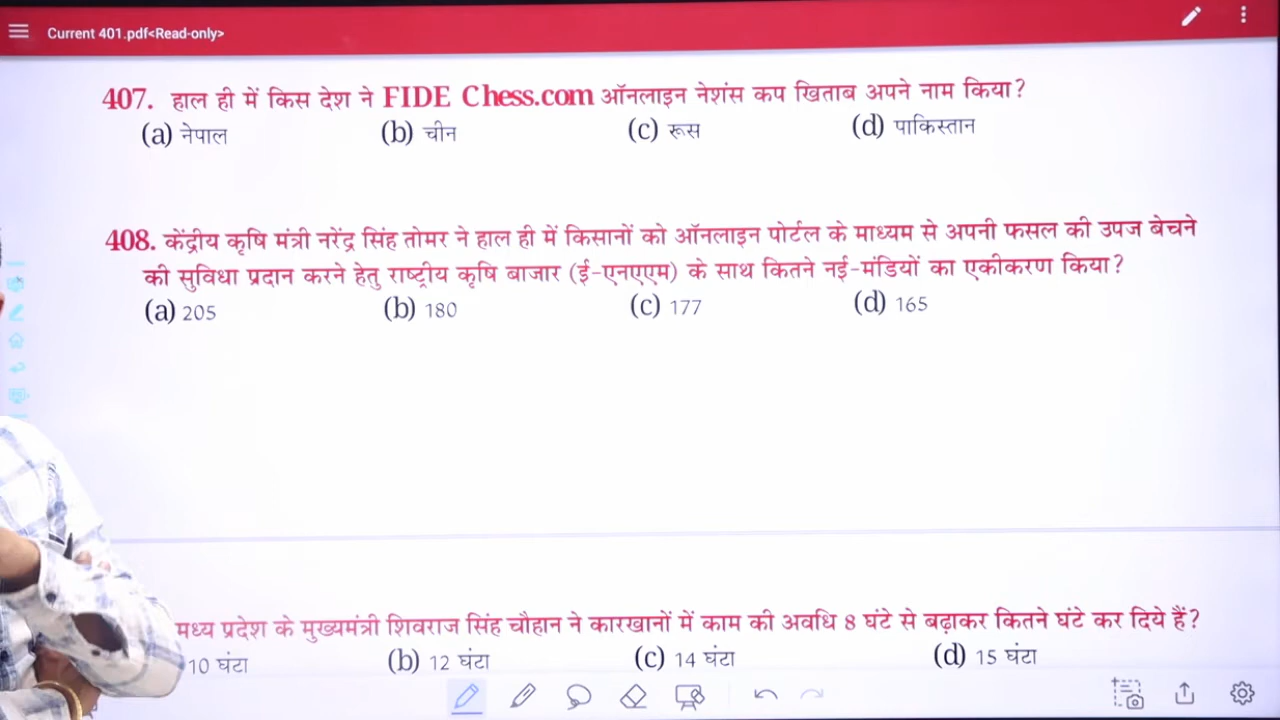 Current 401.pdf<Read-only>
407. हाल ही में किस देश ने FIDE Chess.com ऑनलाइन नेशंस कप खिताब अपने नाम किया?
(a) नेपाल (b) चीन (c) रूस (d) पाकिस्तान
408. केंद्रीय कृषि मंत्री नरेंद्र सिंह तोमर ने हाल ही में किसानों को ऑनलाइन पोर्टल के माध्यम से अपनी फसल की उपज बेचने
की सुविधा प्रदान करने हेतु राष्ट्रीय कृषि बाजार (ई-एनएएम) के साथ कितने नई-मंडियों का एकीकरण किया?
(a) 205 (b) 180 (c) 177 (d) 165
मध्य प्रदेश के मुख्यमंत्री शिवराज सिंह चौहान ने कारखानों में काम की अवधि 8 घंटे से बढ़ाकर कितने घंटे कर दिये हैं?
10 घंटा (b) 12 घंटा (c) 14 घंटा (d) 15 घंटा